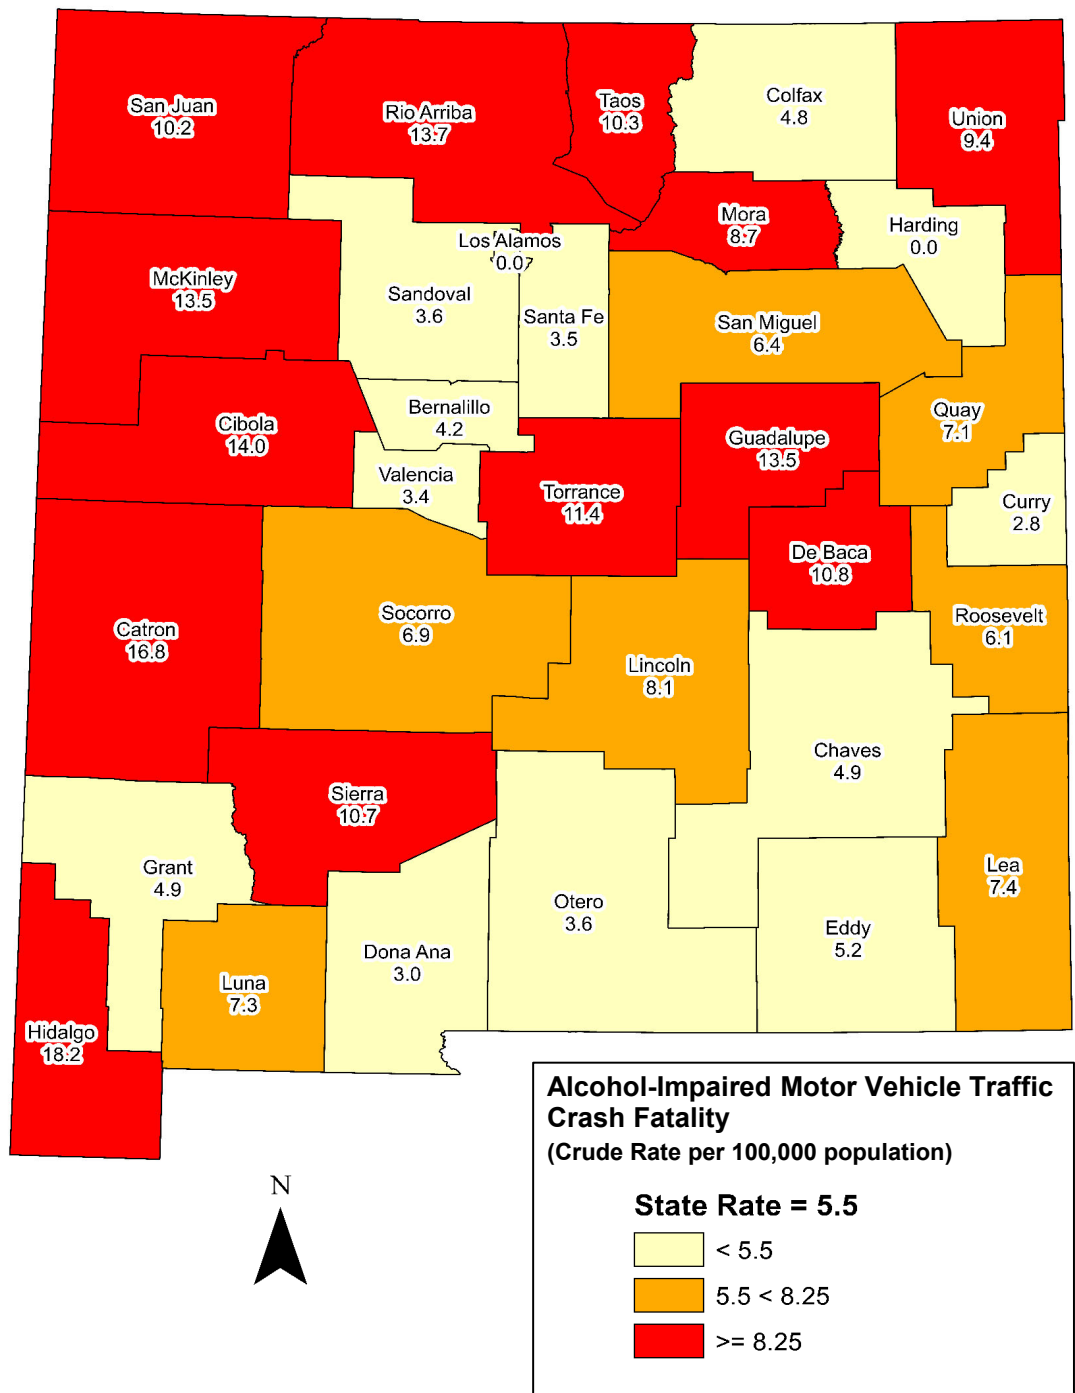 San Juan
10.2
Rio Arriba
13.7
Taos
10.3
Colfax
4.8
Union
9.4
Mora
8.7
Harding
0.0
Los Alamos
0.0
McKinley
13.5
Sandoval
3.6
Santa Fe
3.5
San Miguel
6.4
Bernalillo
4.2
Quay
7.1
Cibola
14.0
Guadalupe
13.5
Valencia
3.4
Torrance
11.4
Curry
2.8
De Baca
10.8
Socorro
6.9
Roosevelt
6.1
Catron
16.8
Lincoln
8.1
Chaves
4.9
Sierra
10.7
Grant
4.9
Lea
7.4
Otero
3.6
Eddy
5.2
Dona Ana
3.0
Luna
7.3
Hidalgo
18.2
Alcohol-Impaired Motor Vehicle Traffic
Crash Fatality
(Crude Rate per 100,000 population)
N
State Rate = 5.5
< 5.5
5.5 < 8.25
>= 8.25